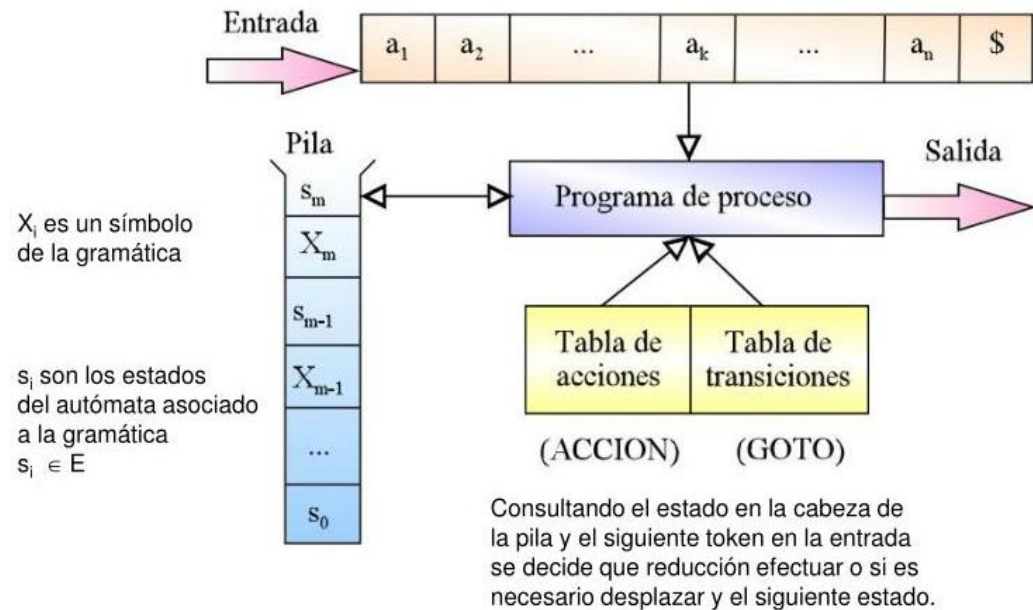 Entrada
a₁ a₂ ... aₖ ... aₙ $
Pila
Salida
sₘ
Programa de proceso
Xᵢ es un símbolo
de la gramática
Xₘ
sₘ₋₁
Xₘ₋₁
...
s₀
sᵢ son los estados
del autómata asociado
a la gramática
sᵢ ∈ E
Tabla de
acciones
Tabla de
transiciones
(ACCION) (GOTO)
Consultando el estado en la cabeza de
la pila y el siguiente token en la entrada
se decide que reducción efectuar o si es
necesario desplazar y el siguiente estado.